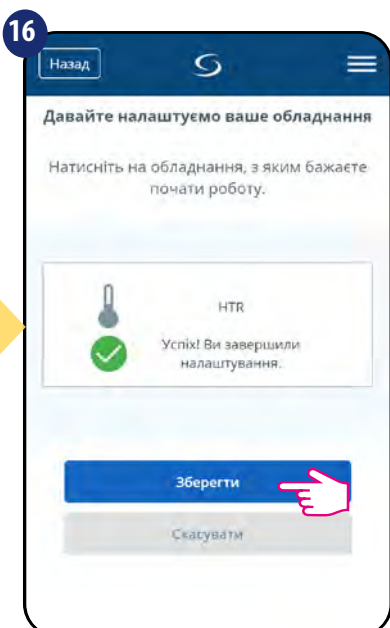 16
Назад
Давайте налаштуємо ваше обладнання
Натисніть на обладнання, з яким бажаєте
почати роботу.
HTR
Успіх! Ви завершили
налаштування.
Зберегти
Скасувати